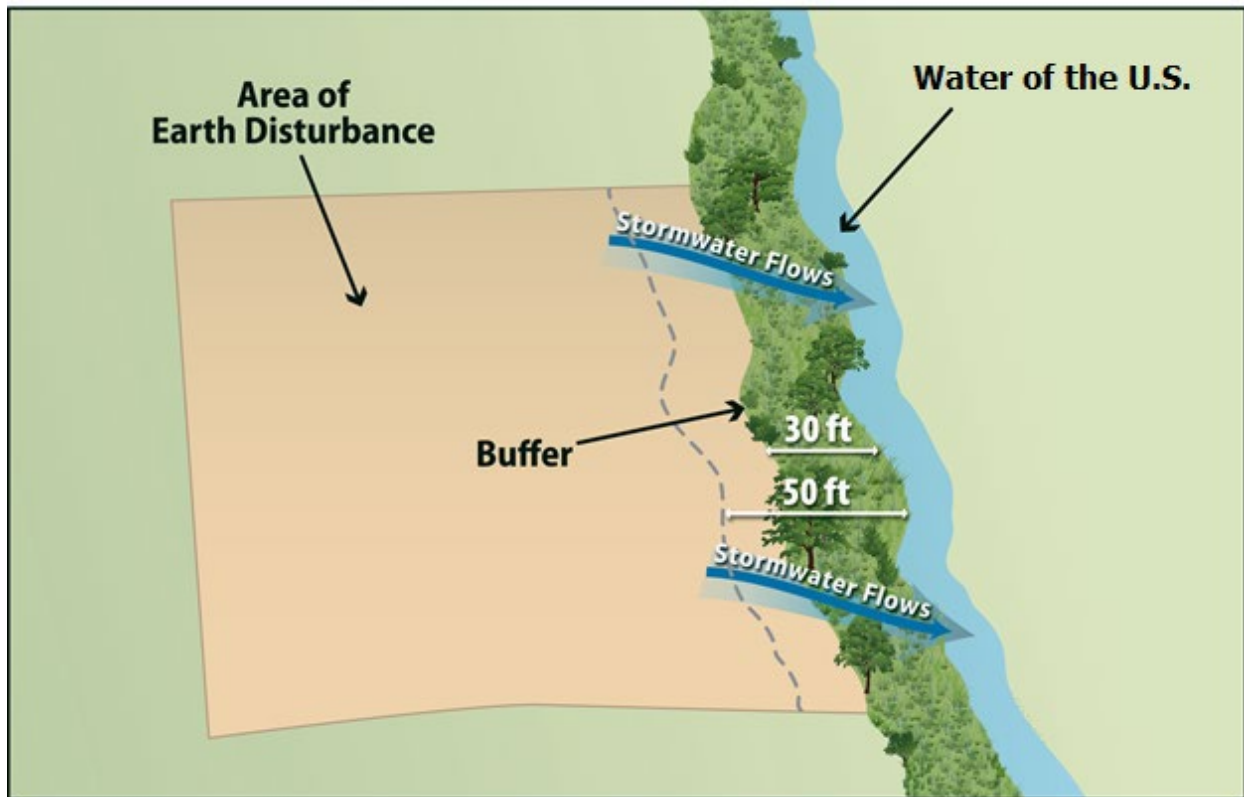 Area of
Earth Disturbance
Water of the U.S.
Stormwater Flows
Buffer
30 ft
50 ft
Stormwater Flows